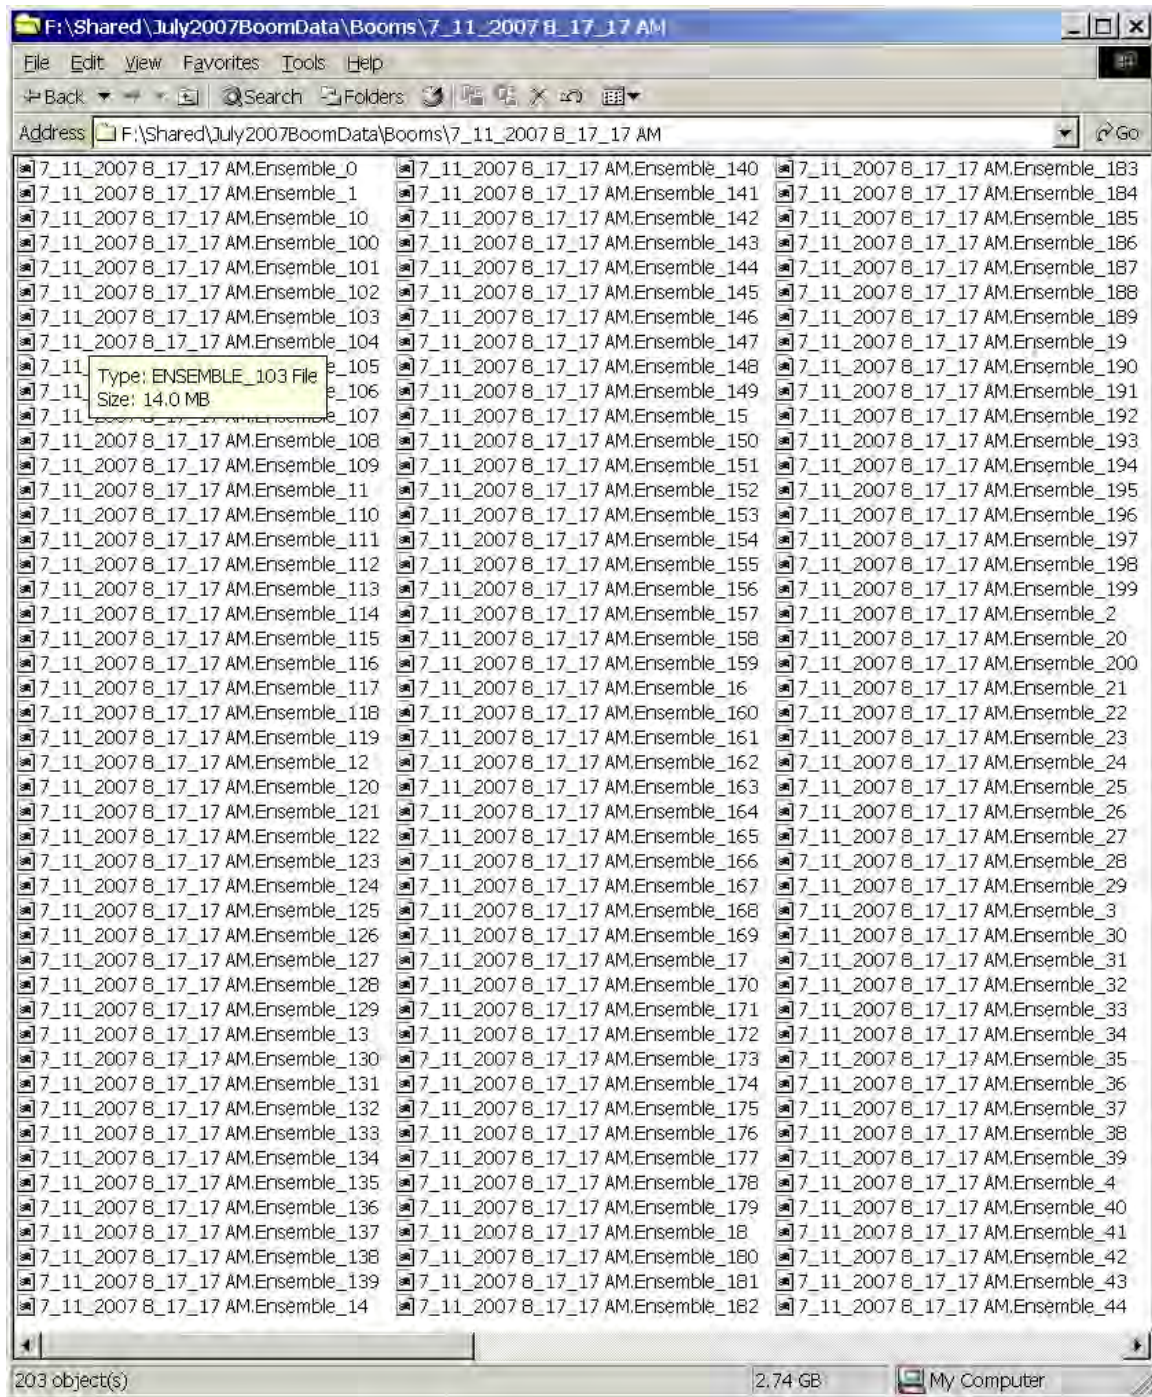 F:\Shared\July2007BoomData\Booms\7_11_2007 8_17_17 AM
File Edit View Favorites Tools Help
Back Search Folders
Address F:\Shared\July2007BoomData\Booms\7_11_2007 8_17_17 AM Go
7_11_2007 8_17_17 AM.Ensemble_0
7_11_2007 8_17_17 AM.Ensemble_1
7_11_2007 8_17_17 AM.Ensemble_10
7_11_2007 8_17_17 AM.Ensemble_100
7_11_2007 8_17_17 AM.Ensemble_101
7_11_2007 8_17_17 AM.Ensemble_102
7_11_2007 8_17_17 AM.Ensemble_103
7_11_2007 8_17_17 AM.Ensemble_104
7_11 e_105
Type: ENSEMBLE_103 File
7_11 e_106
Size: 14.0 MB
7_11_2007 8_17_17 AM.Ensemble_107
7_11_2007 8_17_17 AM.Ensemble_108
7_11_2007 8_17_17 AM.Ensemble_109
7_11_2007 8_17_17 AM.Ensemble_11
7_11_2007 8_17_17 AM.Ensemble_110
7_11_2007 8_17_17 AM.Ensemble_111
7_11_2007 8_17_17 AM.Ensemble_112
7_11_2007 8_17_17 AM.Ensemble_113
7_11_2007 8_17_17 AM.Ensemble_114
7_11_2007 8_17_17 AM.Ensemble_115
7_11_2007 8_17_17 AM.Ensemble_116
7_11_2007 8_17_17 AM.Ensemble_117
7_11_2007 8_17_17 AM.Ensemble_118
7_11_2007 8_17_17 AM.Ensemble_119
7_11_2007 8_17_17 AM.Ensemble_12
7_11_2007 8_17_17 AM.Ensemble_120
7_11_2007 8_17_17 AM.Ensemble_121
7_11_2007 8_17_17 AM.Ensemble_122
7_11_2007 8_17_17 AM.Ensemble_123
7_11_2007 8_17_17 AM.Ensemble_124
7_11_2007 8_17_17 AM.Ensemble_125
7_11_2007 8_17_17 AM.Ensemble_126
7_11_2007 8_17_17 AM.Ensemble_127
7_11_2007 8_17_17 AM.Ensemble_128
7_11_2007 8_17_17 AM.Ensemble_129
7_11_2007 8_17_17 AM.Ensemble_13
7_11_2007 8_17_17 AM.Ensemble_130
7_11_2007 8_17_17 AM.Ensemble_131
7_11_2007 8_17_17 AM.Ensemble_132
7_11_2007 8_17_17 AM.Ensemble_133
7_11_2007 8_17_17 AM.Ensemble_134
7_11_2007 8_17_17 AM.Ensemble_135
7_11_2007 8_17_17 AM.Ensemble_136
7_11_2007 8_17_17 AM.Ensemble_137
7_11_2007 8_17_17 AM.Ensemble_138
7_11_2007 8_17_17 AM.Ensemble_139
7_11_2007 8_17_17 AM.Ensemble_14
7_11_2007 8_17_17 AM.Ensemble_140
7_11_2007 8_17_17 AM.Ensemble_141
7_11_2007 8_17_17 AM.Ensemble_142
7_11_2007 8_17_17 AM.Ensemble_143
7_11_2007 8_17_17 AM.Ensemble_144
7_11_2007 8_17_17 AM.Ensemble_145
7_11_2007 8_17_17 AM.Ensemble_146
7_11_2007 8_17_17 AM.Ensemble_147
7_11_2007 8_17_17 AM.Ensemble_148
7_11_2007 8_17_17 AM.Ensemble_149
7_11_2007 8_17_17 AM.Ensemble_15
7_11_2007 8_17_17 AM.Ensemble_150
7_11_2007 8_17_17 AM.Ensemble_151
7_11_2007 8_17_17 AM.Ensemble_152
7_11_2007 8_17_17 AM.Ensemble_153
7_11_2007 8_17_17 AM.Ensemble_154
7_11_2007 8_17_17 AM.Ensemble_155
7_11_2007 8_17_17 AM.Ensemble_156
7_11_2007 8_17_17 AM.Ensemble_157
7_11_2007 8_17_17 AM.Ensemble_158
7_11_2007 8_17_17 AM.Ensemble_159
7_11_2007 8_17_17 AM.Ensemble_16
7_11_2007 8_17_17 AM.Ensemble_160
7_11_2007 8_17_17 AM.Ensemble_161
7_11_2007 8_17_17 AM.Ensemble_162
7_11_2007 8_17_17 AM.Ensemble_163
7_11_2007 8_17_17 AM.Ensemble_164
7_11_2007 8_17_17 AM.Ensemble_165
7_11_2007 8_17_17 AM.Ensemble_166
7_11_2007 8_17_17 AM.Ensemble_167
7_11_2007 8_17_17 AM.Ensemble_168
7_11_2007 8_17_17 AM.Ensemble_169
7_11_2007 8_17_17 AM.Ensemble_17
7_11_2007 8_17_17 AM.Ensemble_170
7_11_2007 8_17_17 AM.Ensemble_171
7_11_2007 8_17_17 AM.Ensemble_172
7_11_2007 8_17_17 AM.Ensemble_173
7_11_2007 8_17_17 AM.Ensemble_174
7_11_2007 8_17_17 AM.Ensemble_175
7_11_2007 8_17_17 AM.Ensemble_176
7_11_2007 8_17_17 AM.Ensemble_177
7_11_2007 8_17_17 AM.Ensemble_178
7_11_2007 8_17_17 AM.Ensemble_179
7_11_2007 8_17_17 AM.Ensemble_18
7_11_2007 8_17_17 AM.Ensemble_180
7_11_2007 8_17_17 AM.Ensemble_181
7_11_2007 8_17_17 AM.Ensemble_182
7_11_2007 8_17_17 AM.Ensemble_183
7_11_2007 8_17_17 AM.Ensemble_184
7_11_2007 8_17_17 AM.Ensemble_185
7_11_2007 8_17_17 AM.Ensemble_186
7_11_2007 8_17_17 AM.Ensemble_187
7_11_2007 8_17_17 AM.Ensemble_188
7_11_2007 8_17_17 AM.Ensemble_189
7_11_2007 8_17_17 AM.Ensemble_19
7_11_2007 8_17_17 AM.Ensemble_190
7_11_2007 8_17_17 AM.Ensemble_191
7_11_2007 8_17_17 AM.Ensemble_192
7_11_2007 8_17_17 AM.Ensemble_193
7_11_2007 8_17_17 AM.Ensemble_194
7_11_2007 8_17_17 AM.Ensemble_195
7_11_2007 8_17_17 AM.Ensemble_196
7_11_2007 8_17_17 AM.Ensemble_197
7_11_2007 8_17_17 AM.Ensemble_198
7_11_2007 8_17_17 AM.Ensemble_199
7_11_2007 8_17_17 AM.Ensemble_2
7_11_2007 8_17_17 AM.Ensemble_20
7_11_2007 8_17_17 AM.Ensemble_200
7_11_2007 8_17_17 AM.Ensemble_21
7_11_2007 8_17_17 AM.Ensemble_22
7_11_2007 8_17_17 AM.Ensemble_23
7_11_2007 8_17_17 AM.Ensemble_24
7_11_2007 8_17_17 AM.Ensemble_25
7_11_2007 8_17_17 AM.Ensemble_26
7_11_2007 8_17_17 AM.Ensemble_27
7_11_2007 8_17_17 AM.Ensemble_28
7_11_2007 8_17_17 AM.Ensemble_29
7_11_2007 8_17_17 AM.Ensemble_3
7_11_2007 8_17_17 AM.Ensemble_30
7_11_2007 8_17_17 AM.Ensemble_31
7_11_2007 8_17_17 AM.Ensemble_32
7_11_2007 8_17_17 AM.Ensemble_33
7_11_2007 8_17_17 AM.Ensemble_34
7_11_2007 8_17_17 AM.Ensemble_35
7_11_2007 8_17_17 AM.Ensemble_36
7_11_2007 8_17_17 AM.Ensemble_37
7_11_2007 8_17_17 AM.Ensemble_38
7_11_2007 8_17_17 AM.Ensemble_39
7_11_2007 8_17_17 AM.Ensemble_4
7_11_2007 8_17_17 AM.Ensemble_40
7_11_2007 8_17_17 AM.Ensemble_41
7_11_2007 8_17_17 AM.Ensemble_42
7_11_2007 8_17_17 AM.Ensemble_43
7_11_2007 8_17_17 AM.Ensemble_44
203 object(s) 2.74 GB My Computer